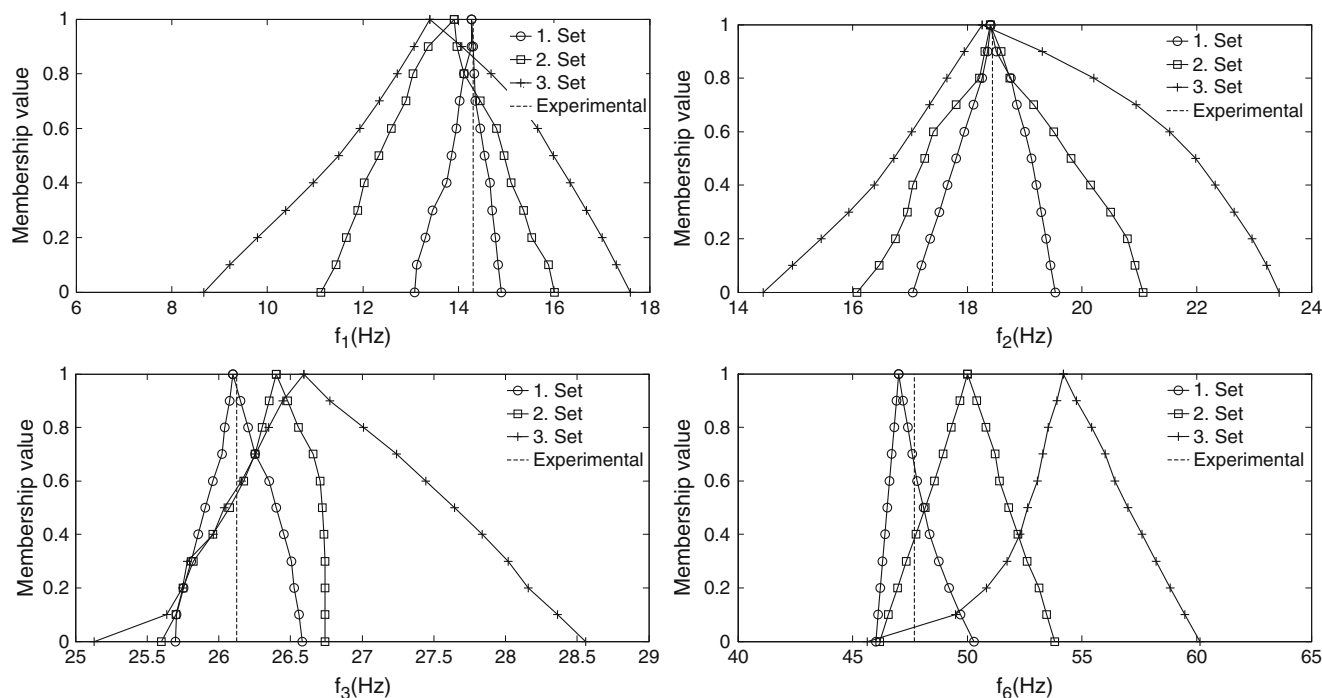 1
0.8
0.6
0.4
0.2
0
Membership value
1. Set
2. Set
3. Set
Experimental
6 8 10 12 14 16 18
f1(Hz)
1
0.8
0.6
0.4
0.2
0
Membership value
1. Set
2. Set
3. Set
Experimental
14 16 18 20 22 24
f2(Hz)
1
0.8
0.6
0.4
0.2
0
Membership value
1. Set
2. Set
3. Set
Experimental
25 25.5 26 26.5 27 27.5 28 28.5 29
f3(Hz)
1
0.8
0.6
0.4
0.2
0
Membership value
1. Set
2. Set
3. Set
Experimental
40 45 50 55 60 65
f6(Hz)